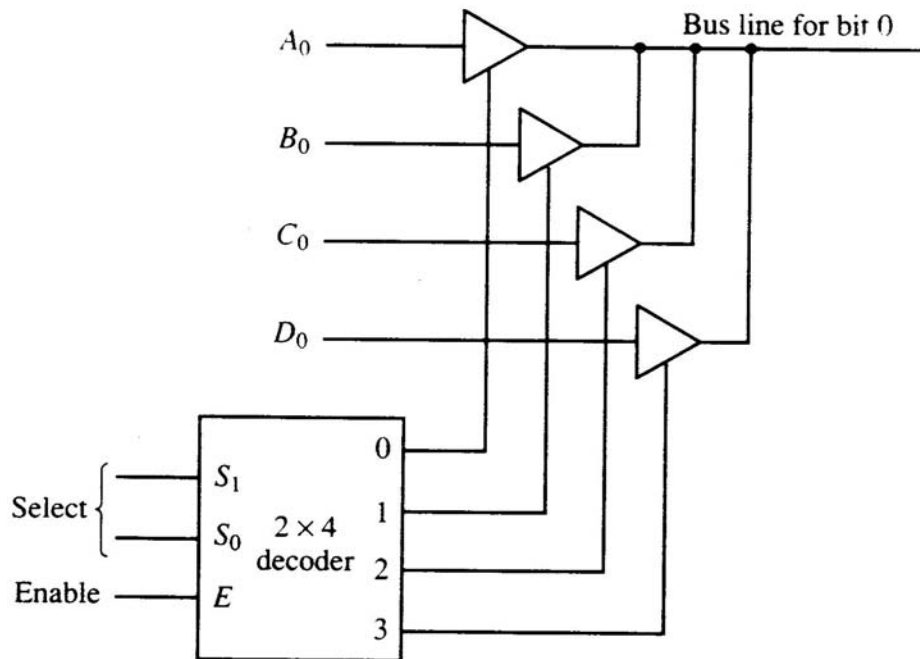 Bus line for bit 0
A₀
B₀
C₀
D₀
0
S₁
Select
1
S₀
2 × 4
decoder
2
Enable
E
3